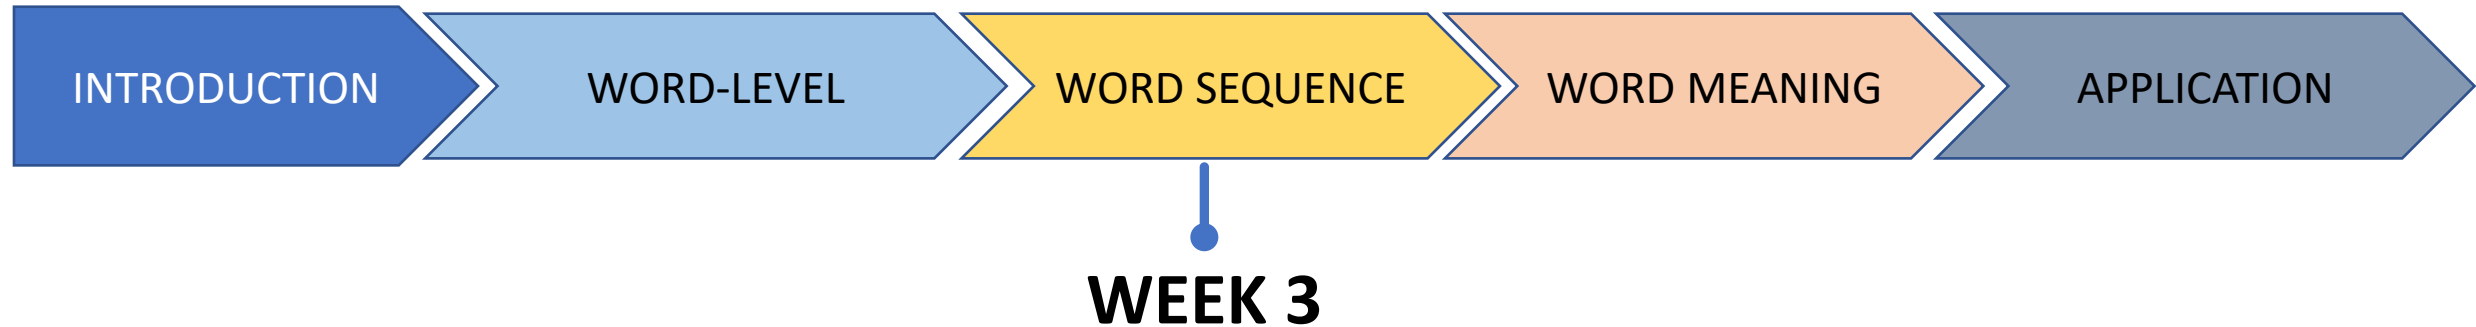 INTRODUCTION
WORD-LEVEL
WORD SEQUENCE
WORD MEANING
APPLICATION
WEEK 3